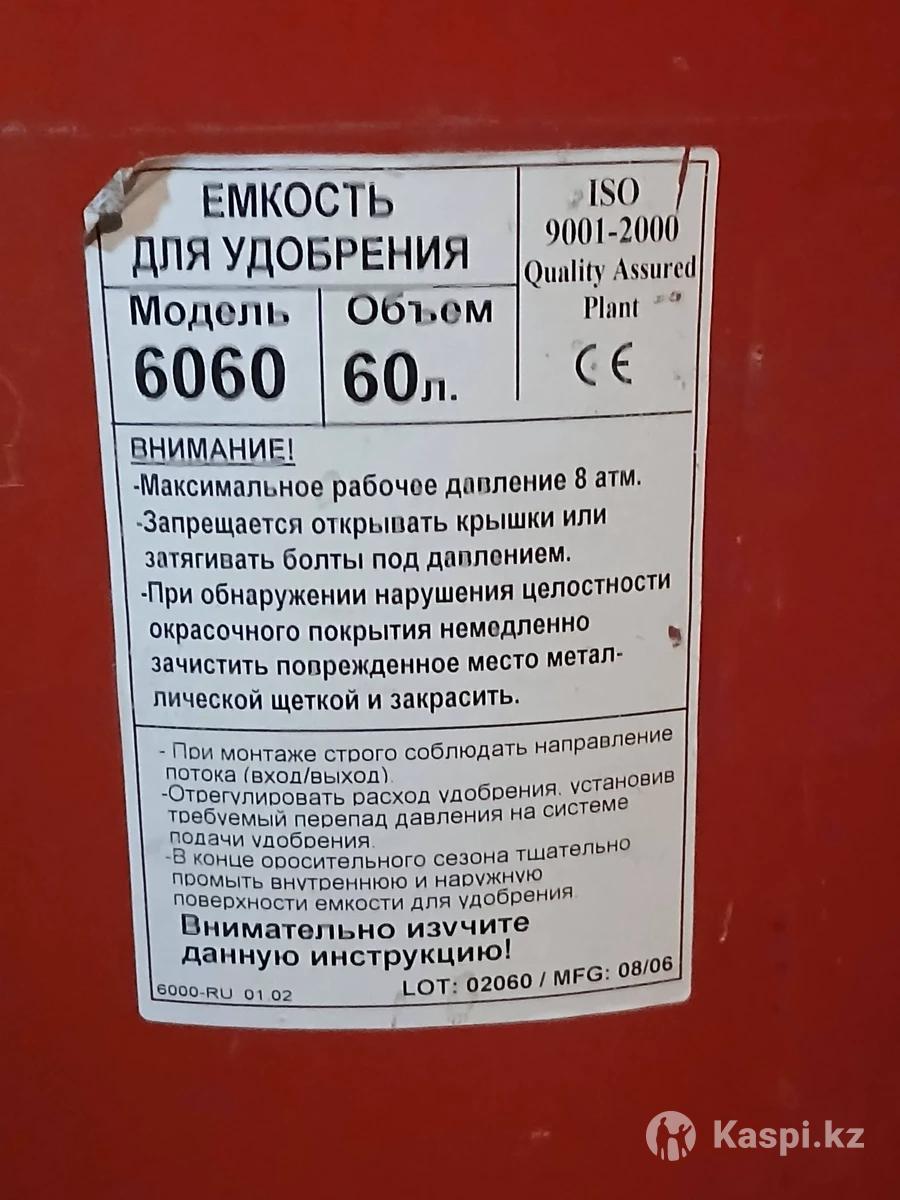 ЕМКОСТЬ
ДЛЯ УДОБРЕНИЯ
Модель
6060
Объем
60л.
ISO
9001-2000
Quality Assured
Plant
CE
ВНИМАНИЕ!
-Максимальное рабочее давление 8 атм.
-Запрещается открывать крышки или
затягивать болты под давлением.
-При обнаружении нарушения целостности
окрасочного покрытия немедленно
зачистить поврежденное место метал-
лической щеткой и закрасить.
- При монтаже строго соблюдать направление
потока (вход/выход).
-Отрегулировать расход удобрения, установив
требуемый перепад давления на системе
подачи удобрения.
-В конце оросительного сезона тщательно
промыть внутреннюю и наружную
поверхности емкости для удобрения.
Внимательно изучите
данную инструкцию!
6000-RU 01.02
LOT: 02060 / MFG: 08/06
Kaspi.kz